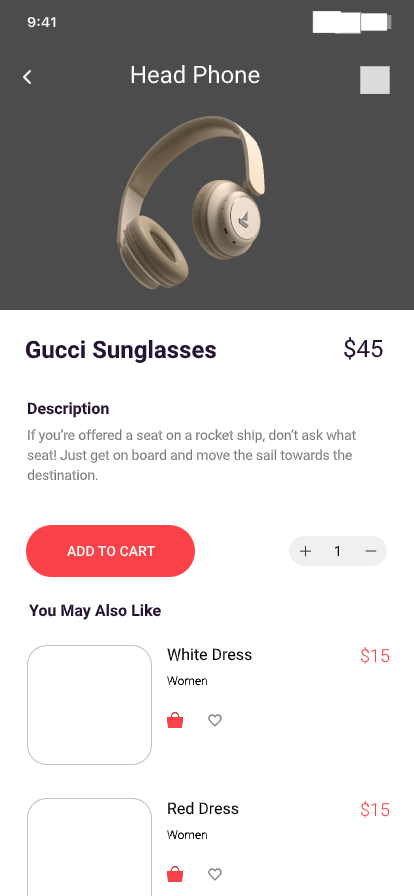 9:41
Head Phone
Gucci Sunglasses
$45
Description
If you’re offered a seat on a rocket ship, don’t ask what
seat! Just get on board and move the sail towards the
destination.
ADD TO CART
+ 1 −
You May Also Like
White Dress
$15
Women
Red Dress
$15
Women